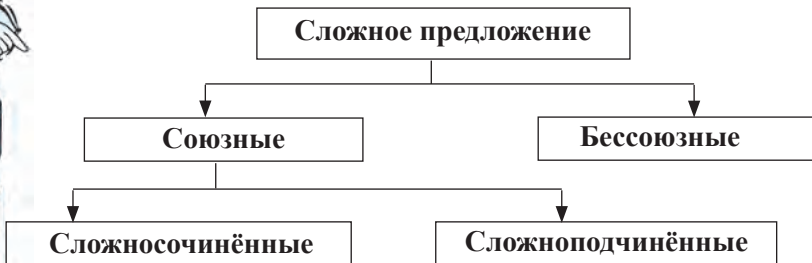 Сложное предложение
Союзные
Бессоюзные
Сложносочинённые
Сложноподчинённые